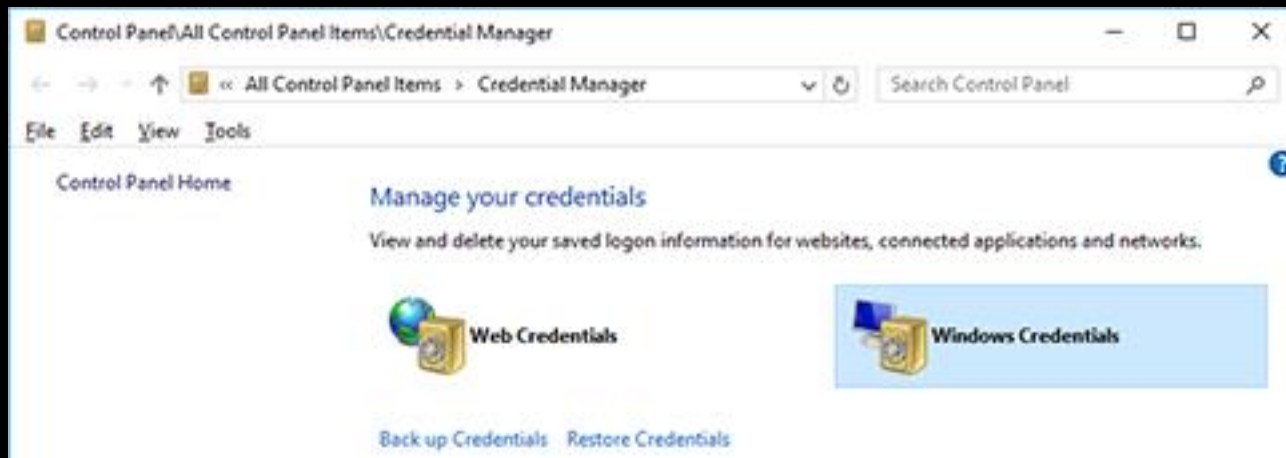 Control Panel\All Control Panel Items\Credential Manager
« All Control Panel Items > Credential Manager
Search Control Panel
File Edit View Tools
?
Control Panel Home
Manage your credentials
View and delete your saved logon information for websites, connected applications and networks.
Web Credentials
Windows Credentials
Back up Credentials Restore Credentials